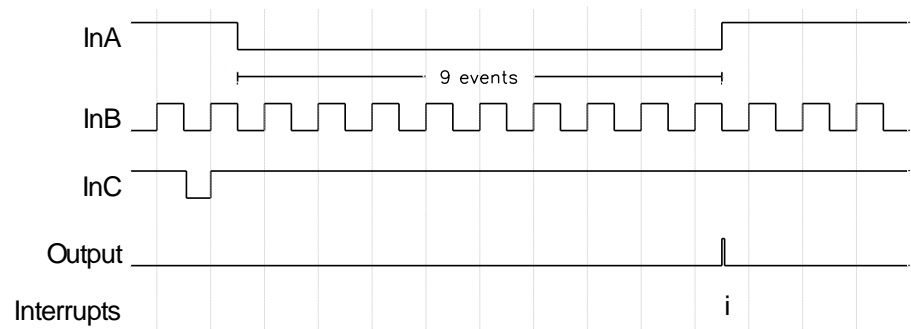 InA
9 events
InB
InC
Output
Interrupts
i